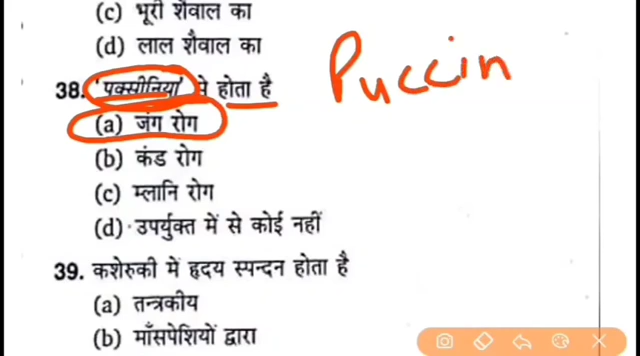 (c) भूरी शैवाल का
(d) लाल शैवाल का
38. 'पक्सीनिया' से होता है Puccin
(a) जंग रोग
(b) कंड रोग
(c) म्लानि रोग
(d) उपर्युक्त में से कोई नहीं
39. कशेरुकी में हृदय स्पन्दन होता है
(a) तन्त्रकीय
(b) माँसपेशियों द्वारा